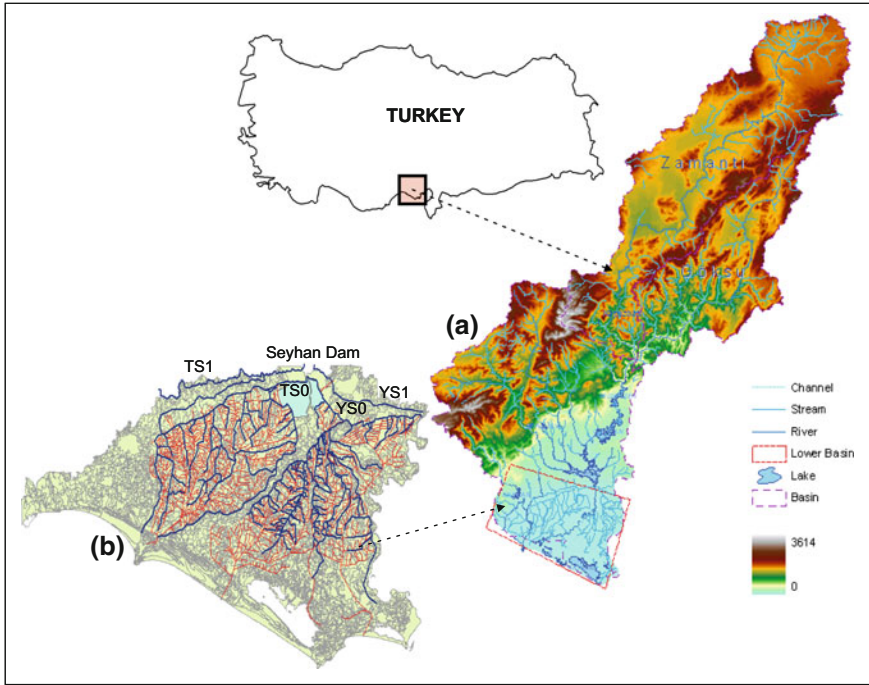 TURKEY
Zamantı
Göksu
(a)
Seyhan Dam
TS1
TS0
YS1
YS0
(b)
Channel
Stream
River
Lower Basin
Lake
Basin
3614
0